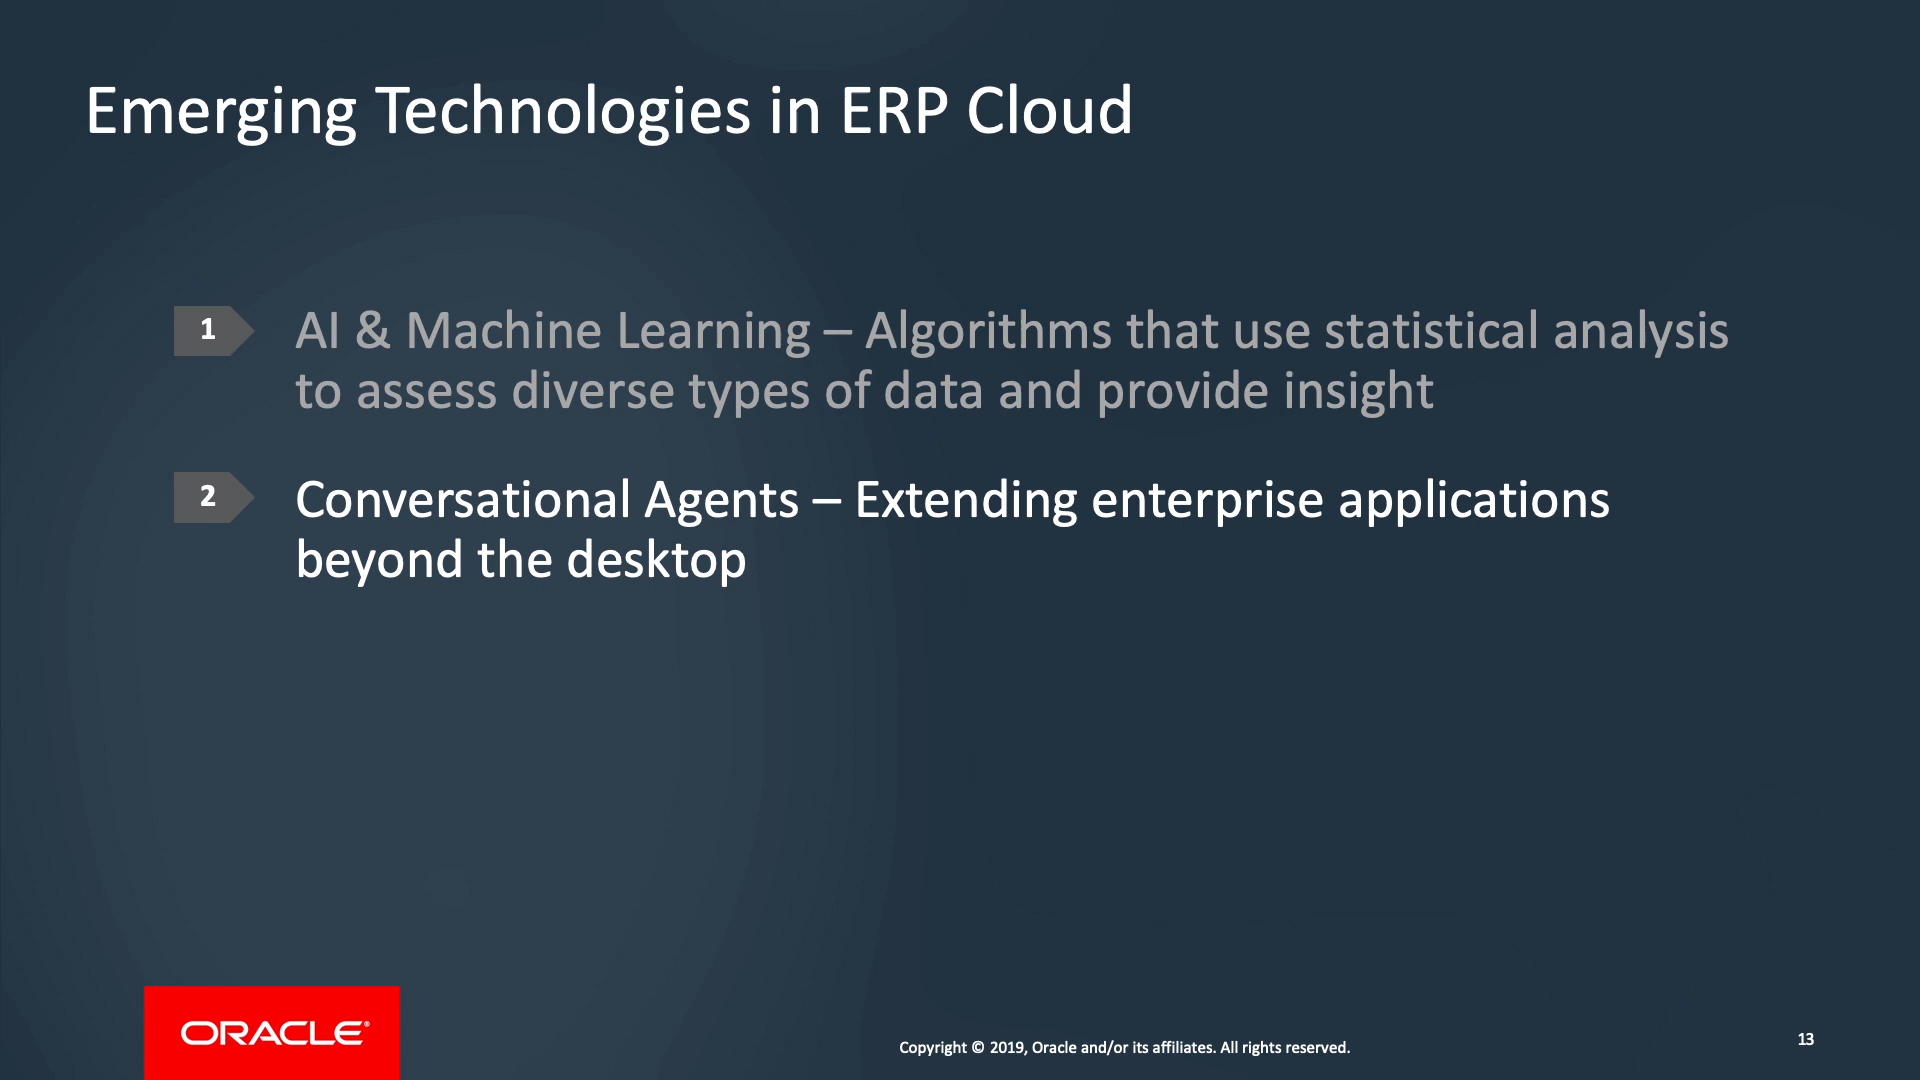 Emerging Technologies in ERP Cloud
1
AI & Machine Learning – Algorithms that use statistical analysis
to assess diverse types of data and provide insight
2
Conversational Agents – Extending enterprise applications
beyond the desktop
ORACLE®
Copyright © 2019, Oracle and/or its affiliates. All rights reserved.
13